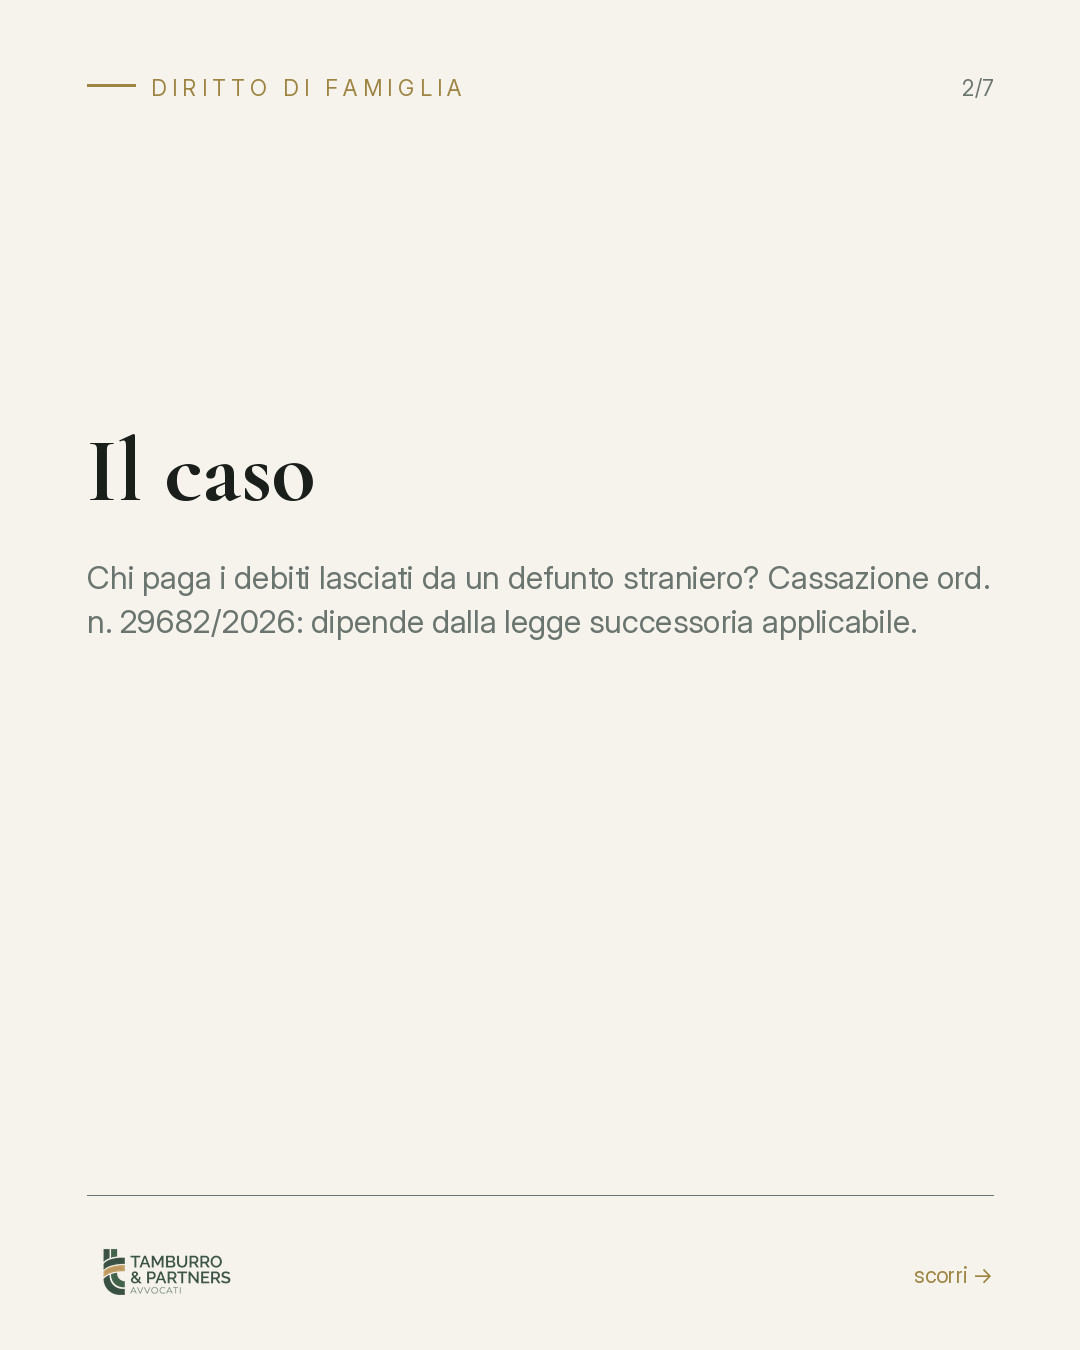 DIRITTO DI FAMIGLIA
2/7
Il caso
Chi paga i debiti lasciati da un defunto straniero? Cassazione ord.
n. 29682/2026: dipende dalla legge successoria applicabile.
TAMBURRO
& PARTNERS
AVVOCATI
scorri →